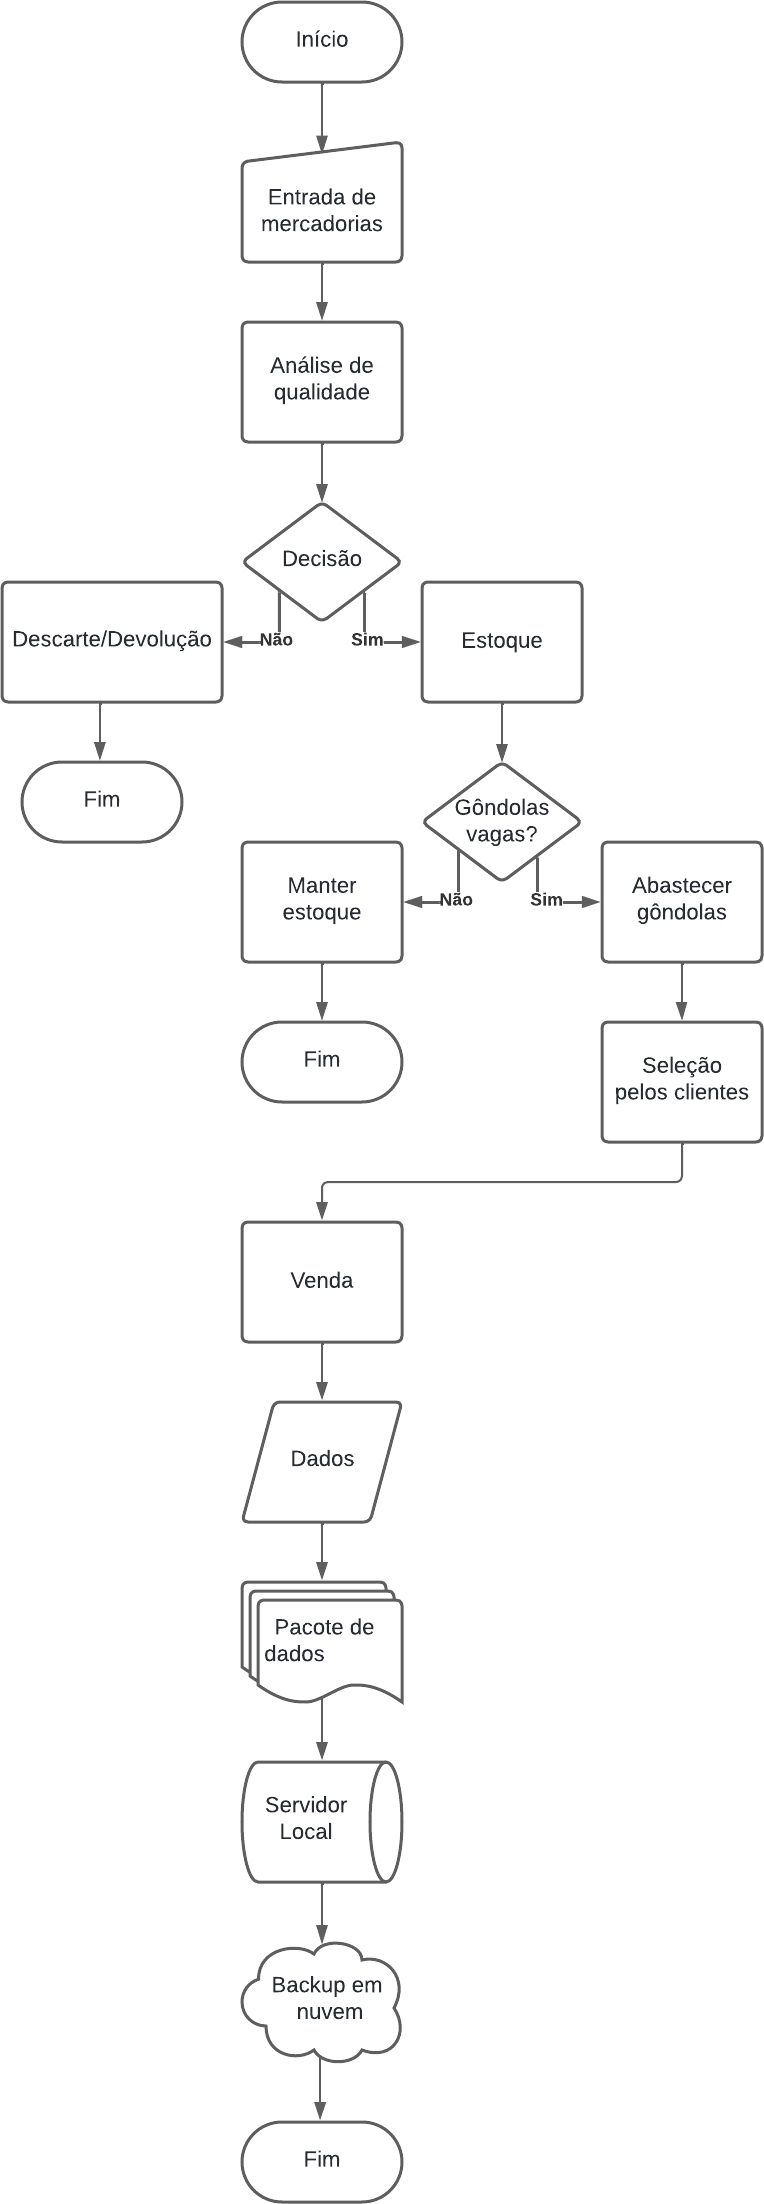 Início
Entrada de
mercadorias
Análise de
qualidade
Decisão
Não
Sim
Descarte/Devolução
Estoque
Fim
Gôndolas
vagas?
Não
Sim
Manter
estoque
Abastecer
gôndolas
Fim
Seleção
pelos clientes
Venda
Dados
Pacote de
dados
Servidor
Local
Backup em
nuvem
Fim